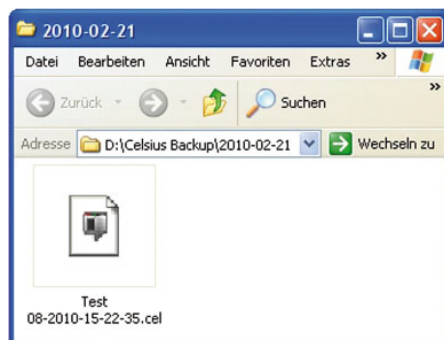 2010-02-21
Datei Bearbeiten Ansicht Favoriten Extras »
Zurück Suchen »
Adresse D:\Celsius Backup\2010-02-21 Wechseln zu
Test
08-2010-15-22-35.cel